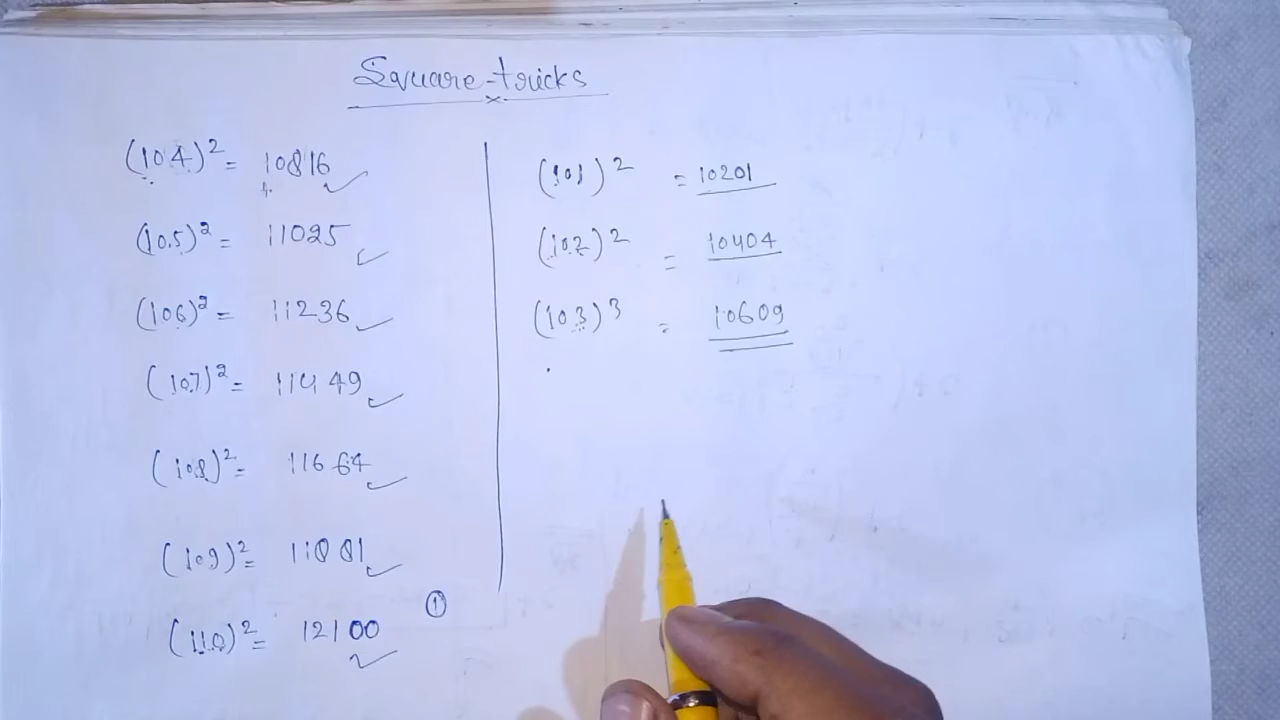 Square-tricks
(104)2 = 10816
(105)2 = 11025
(106)2 = 11236
(107)2 = 11449
(108)2 = 11664
(109)2 = 11881
(110)2 = 12100
1
(101)2 = 10201
(102)2 = 10404
(103)3 = 10609